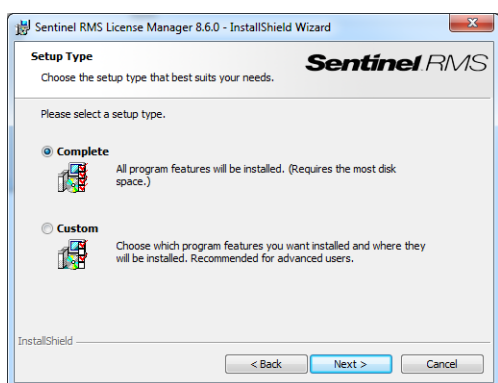 Sentinel RMS License Manager 8.6.0 - InstallShield Wizard
Setup Type
Choose the setup type that best suits your needs.
Sentinel RMS
Please select a setup type.
Complete
All program features will be installed. (Requires the most disk
space.)
Custom
Choose which program features you want installed and where they
will be installed. Recommended for advanced users.
InstallShield
< Back
Next >
Cancel